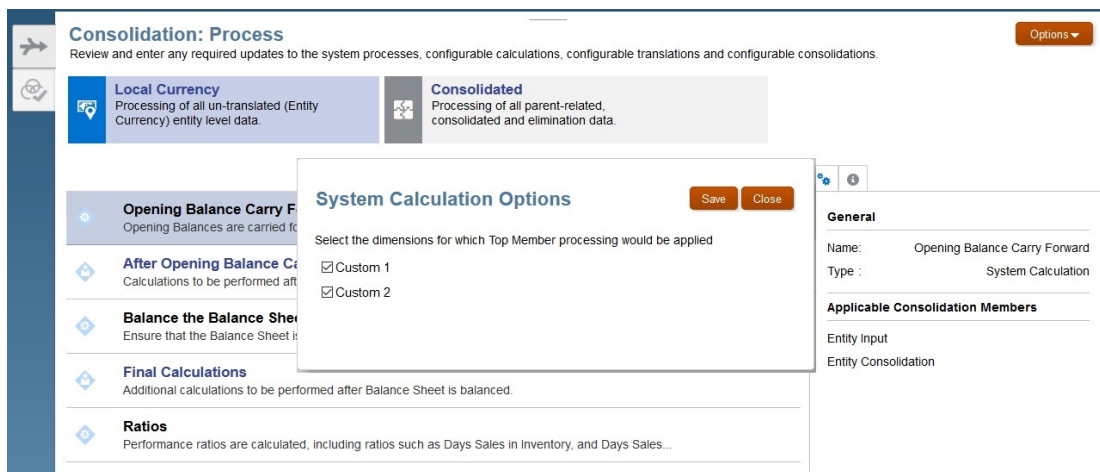 Consolidation: Process
Options
Review and enter any required updates to the system processes, configurable calculations, configurable translations and configurable consolidations.
Local Currency
Processing of all un-translated (Entity
Currency) entity level data.
Consolidated
Processing of all parent-related,
consolidated and elimination data.
System Calculation Options
Save
Close
Select the dimensions for which Top Member processing would be applied
Custom 1
Custom 2
Opening Balance Carry F
Opening Balances are carried fo
After Opening Balance Ca
Calculations to be performed aft
Balance the Balance Shee
Ensure that the Balance Sheet is
Final Calculations
Additional calculations to be performed after Balance Sheet is balanced.
Ratios
Performance ratios are calculated, including ratios such as Days Sales in Inventory, and Days Sales...
General
Name: Opening Balance Carry Forward
Type : System Calculation
Applicable Consolidation Members
Entity Input
Entity Consolidation